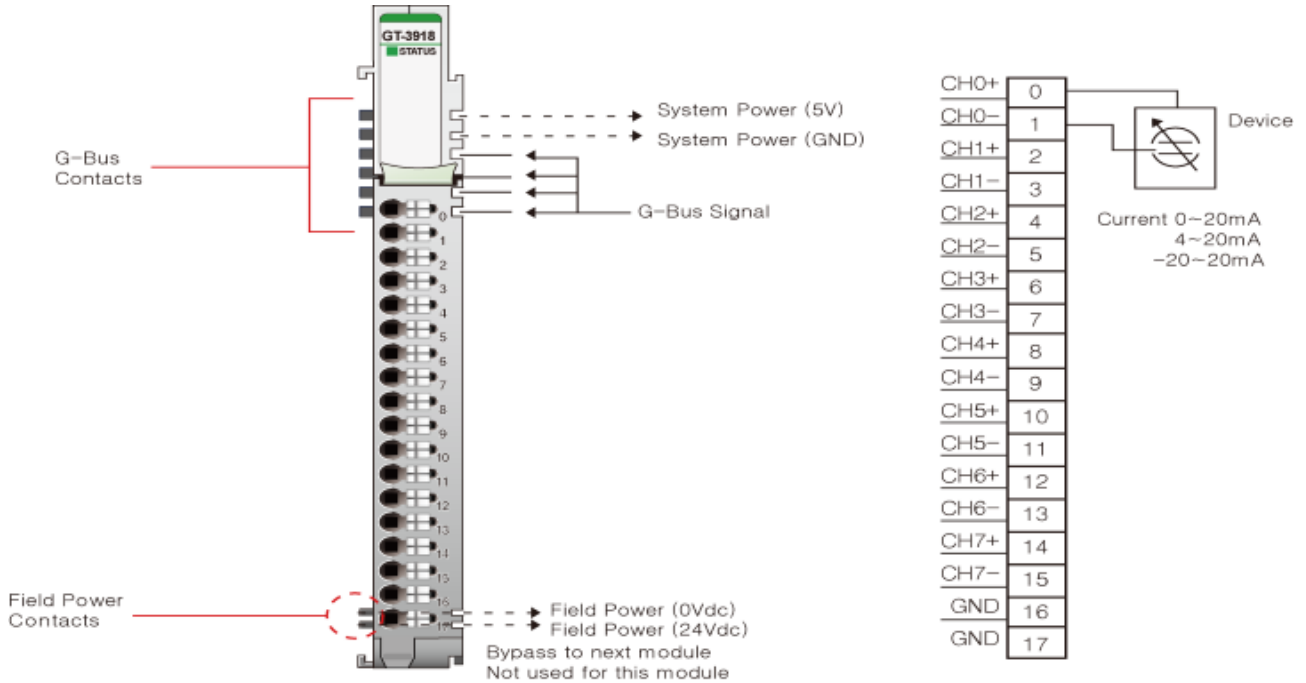 GT-3918
STATUS
System Power (5V)
System Power (GND)
G-Bus
Contacts
G-Bus Signal
0
1
2
3
4
5
6
7
8
9
10
11
12
13
14
15
16
17
Field Power
Contacts
Field Power (0Vdc)
Field Power (24Vdc)
Bypass to next module
Not used for this module
CH0+ 0
CH0- 1
CH1+ 2
CH1- 3
CH2+ 4
CH2- 5
CH3+ 6
CH3- 7
CH4+ 8
CH4- 9
CH5+ 10
CH5- 11
CH6+ 12
CH6- 13
CH7+ 14
CH7- 15
GND 16
GND 17
Device
Current 0~20mA
4~20mA
-20~20mA